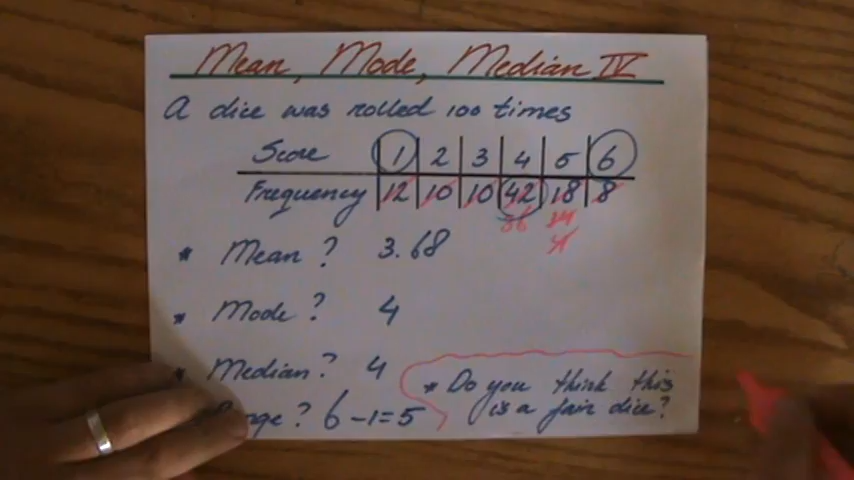 Mean, Mode, Median IV
A dice was rolled 100 times
Score 1 2 3 4 5 6
Frequency 12 10 10 42 18 8
36
* Mean? 3.68
* Mode? 4
* Median? 4
? 6-1=5
* Do you think this
is a fair dice?